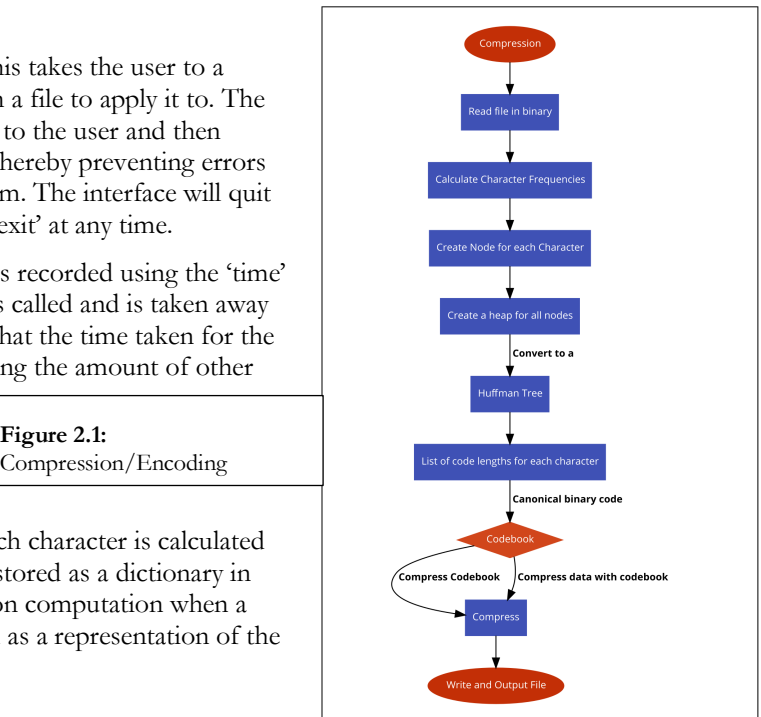 his takes the user to a
a file to apply it to. The
to the user and then
hereby preventing errors
m. The interface will quit
exit’ at any time.
s recorded using the ‘time’
s called and is taken away
hat the time taken for the
ng the amount of other
Figure 2.1:
Compression/Encoding
ch character is calculated
stored as a dictionary in
on computation when a
as a representation of the
Compression
Read file in binary
Calculate Character Frequencies
Create Node for each Character
Create a heap for all nodes
Convert to a
Huffman Tree
List of code lengths for each character
Canonical binary code
Codebook
Compress Codebook
Compress data with codebook
Compress
Write and Output File